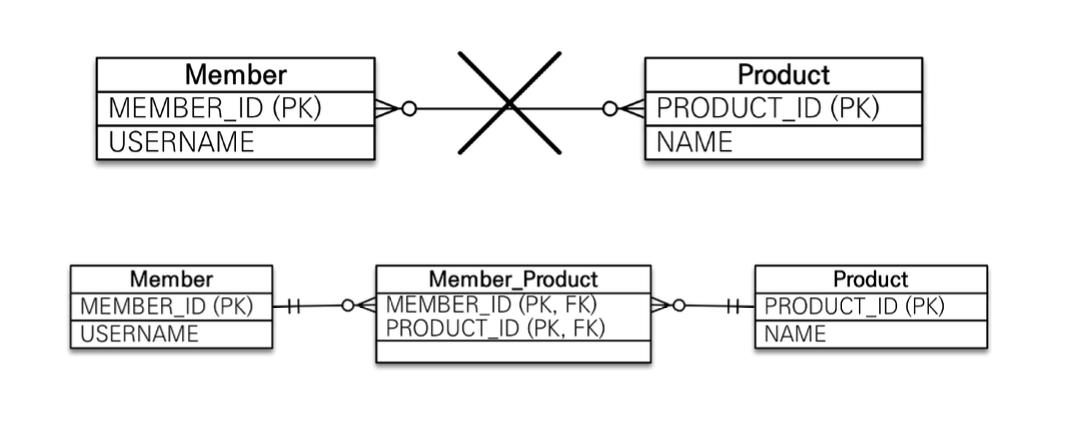 Member
MEMBER_ID (PK)
USERNAME
Product
PRODUCT_ID (PK)
NAME
Member
MEMBER_ID (PK)
USERNAME
Member_Product
MEMBER_ID (PK, FK)
PRODUCT_ID (PK, FK)
Product
PRODUCT_ID (PK)
NAME